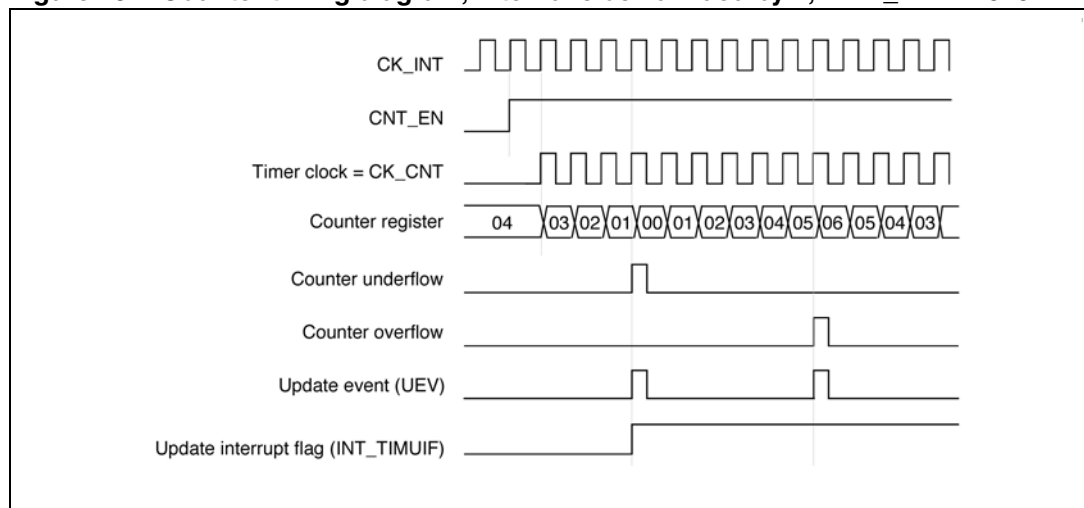 CK_INT
CNT_EN
Timer clock = CK_CNT
Counter register 04 03 02 01 00 01 02 03 04 05 06 05 04 03
Counter underflow
Counter overflow
Update event (UEV)
Update interrupt flag (INT_TIMUIF)